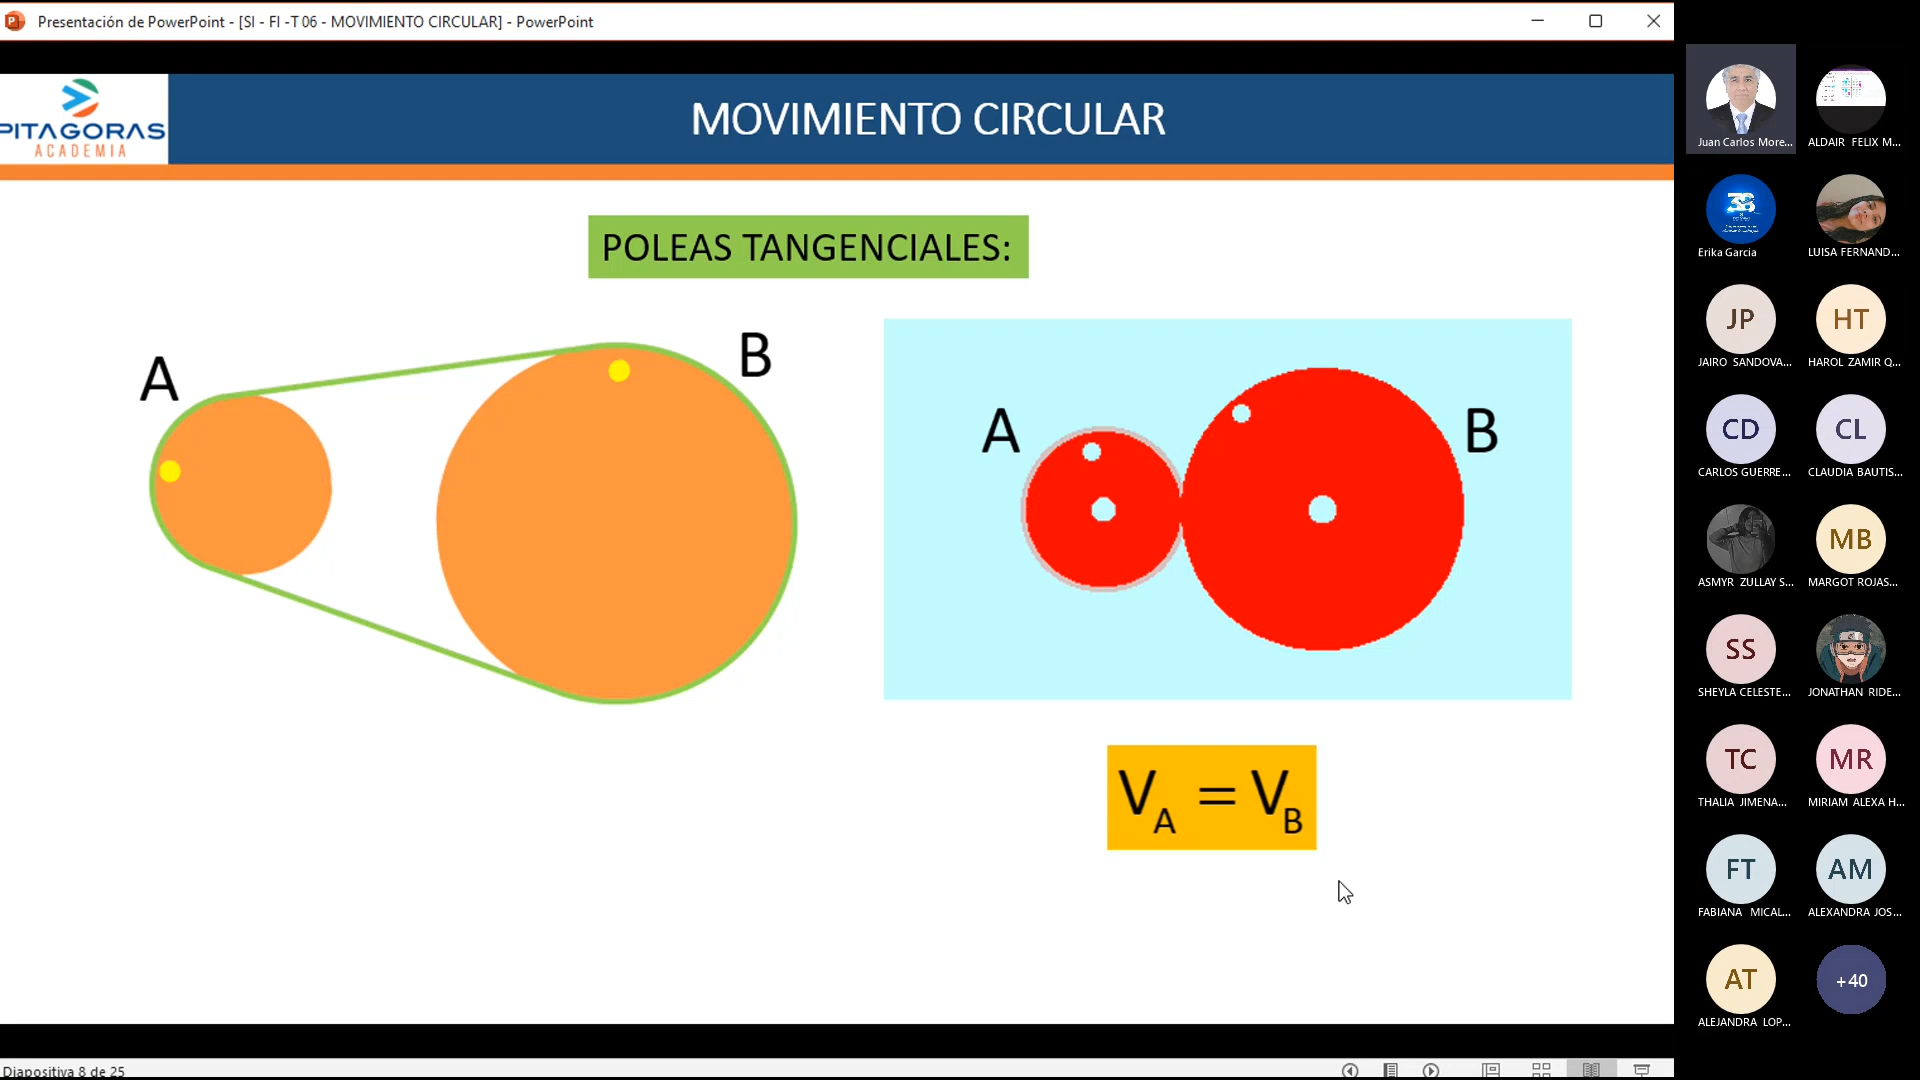 Presentación de PowerPoint - [SI - FI -T 06 - MOVIMIENTO CIRCULAR] - PowerPoint
PITAGORAS
ACADEMIA
MOVIMIENTO CIRCULAR
POLEAS TANGENCIALES:
A
B
A
B
VA = VB
Diapositiva 8 de 25
Juan Carlos More...
ALDAIR FELIX M...
38
Erika Garcia
LUISA FERNAND...
JP
HT
JAIRO SANDOVA...
HAROL ZAMIR Q...
CD
CL
CARLOS GUERRE...
CLAUDIA BAUTIS...
MB
ASMYR ZULLAY S...
MARGOT ROJAS...
SS
SHEYLA CELESTE...
JONATHAN RIDE...
TC
MR
THALIA JIMENA...
MIRIAM ALEXA H...
FT
AM
FABIANA MICAL...
ALEXANDRA JOS...
AT
+40
ALEJANDRA LOP...